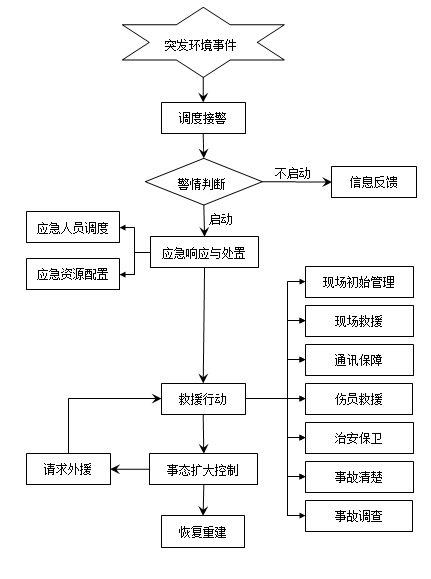 突发环境事件
调度接警
警情判断
不启动
信息反馈
启动
应急人员调度
应急响应与处置
应急资源配置
现场初始管理
现场救援
通讯保障
救援行动
伤员救援
治安保卫
请求外援
事态扩大控制
事故清楚
事故调查
恢复重建